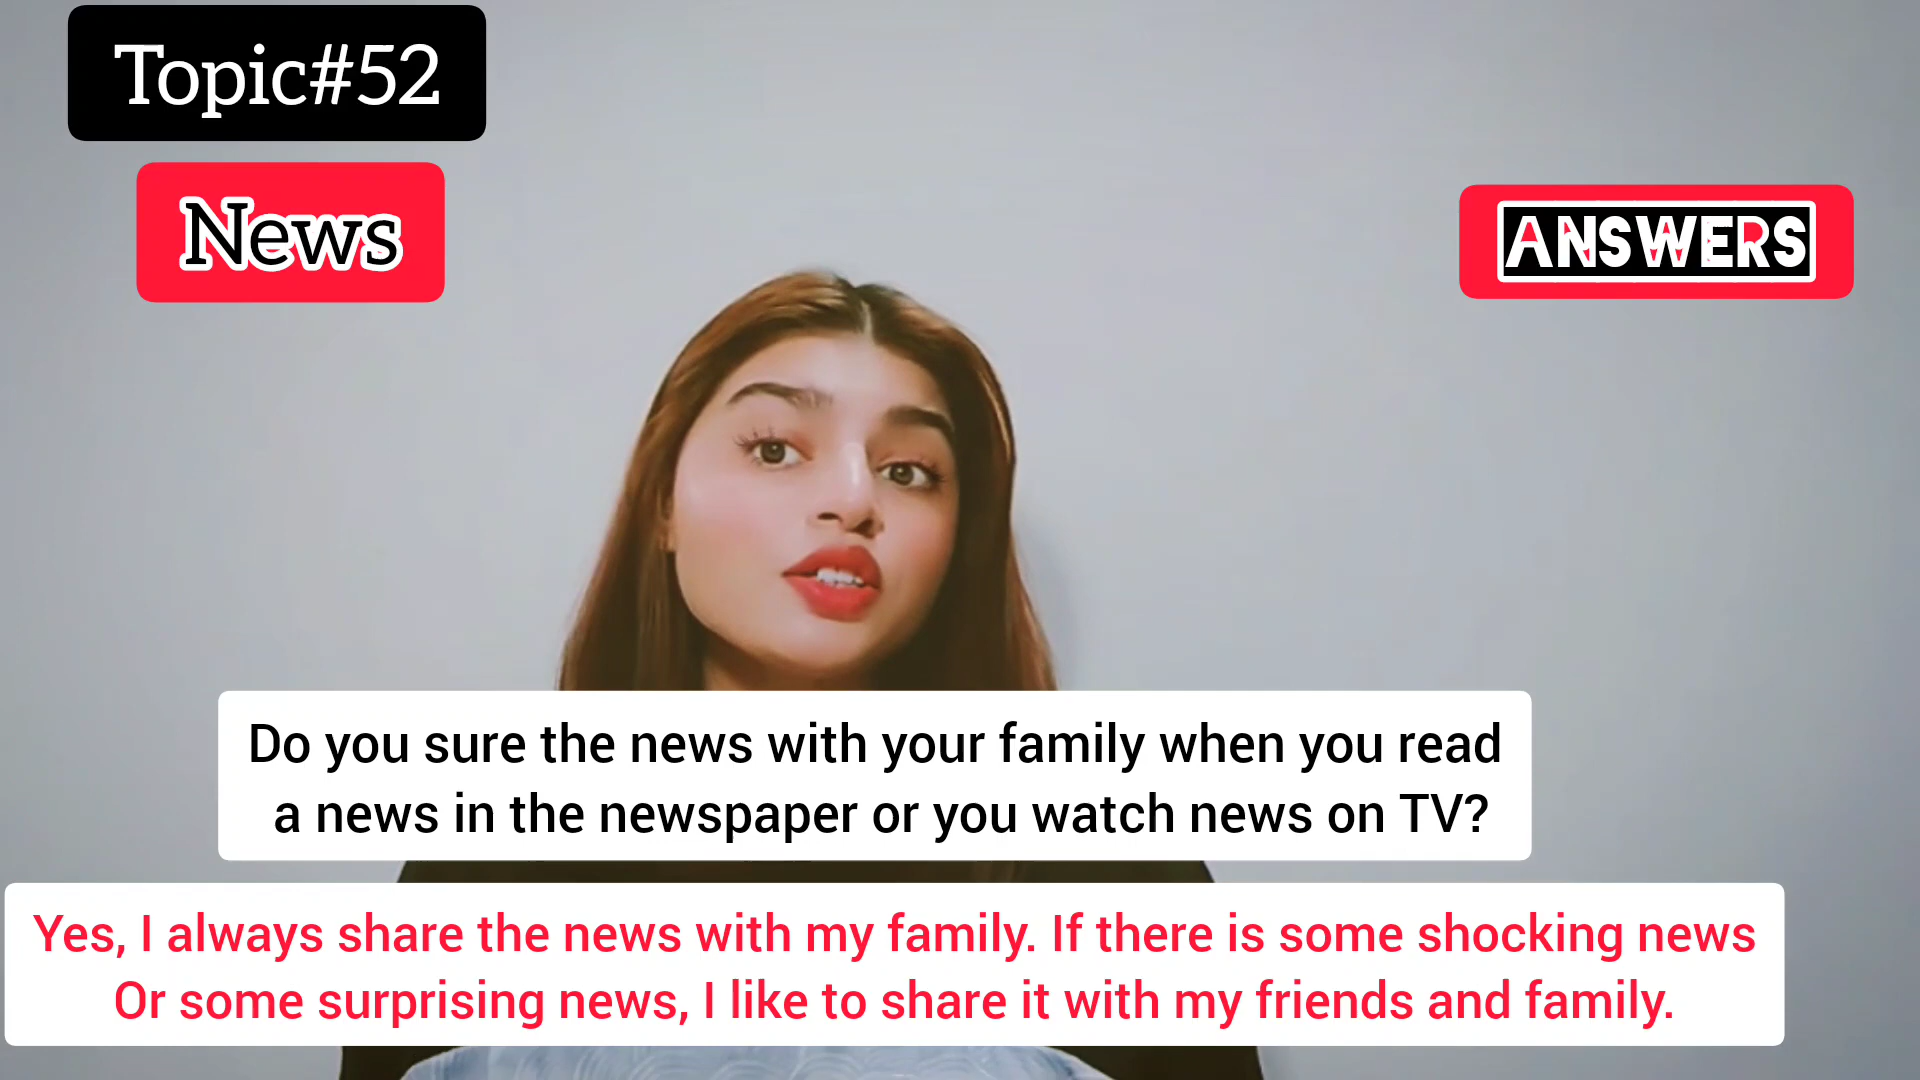 Topic#52
News
ANSWERS
Do you sure the news with your family when you read
a news in the newspaper or you watch news on TV?
Yes, I always share the news with my family. If there is some shocking news
Or some surprising news, I like to share it with my friends and family.